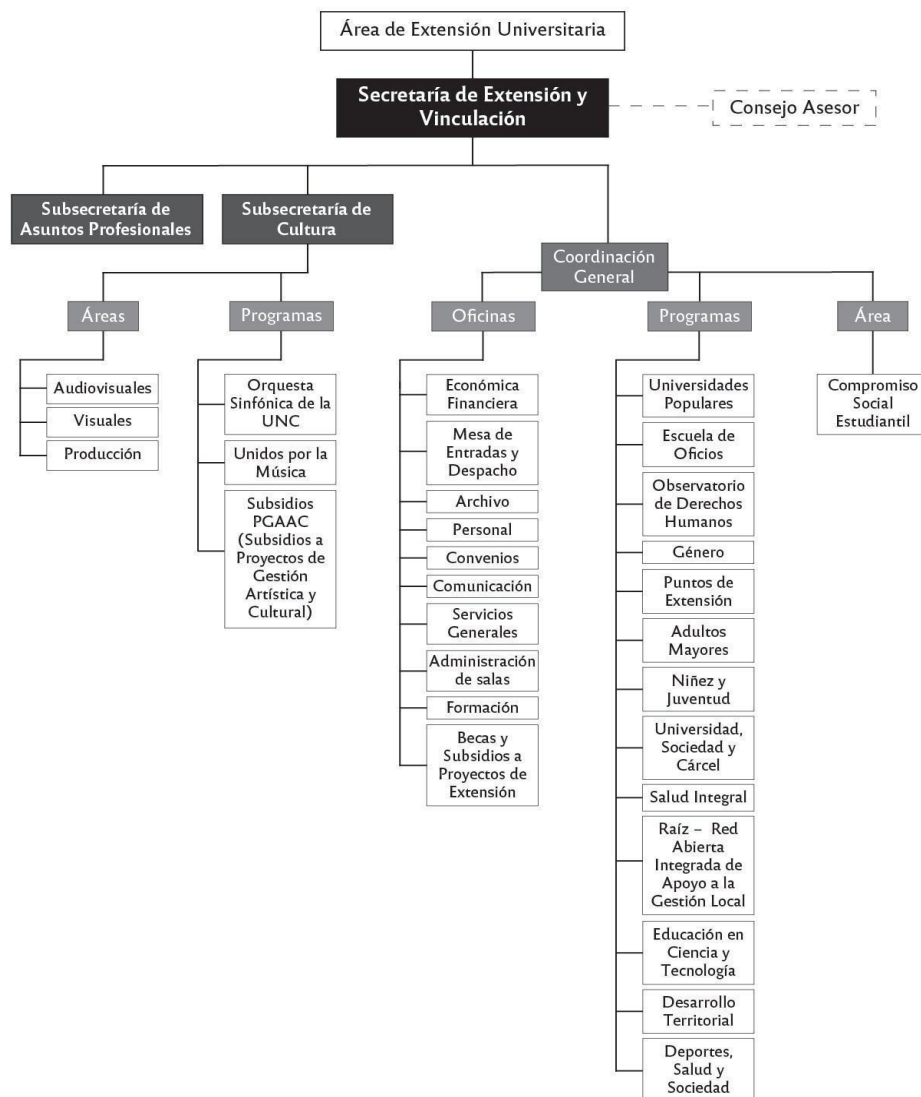 Área de Extensión Universitaria
Secretaría de Extensión y
Vinculación
Consejo Asesor
Subsecretaría de
Asuntos Profesionales
Subsecretaría de
Cultura
Coordinación
General
Áreas
Audiovisuales
Visuales
Producción
Programas
Orquesta
Sinfónica de la
UNC
Unidos por la
Música
Subsidios
PGAAC
(Subsidios a
Proyectos de
Gestión
Artística y
Cultural)
Oficinas
Económica
Financiera
Mesa de
Entradas y
Despacho
Archivo
Personal
Convenios
Comunicación
Servicios
Generales
Administración
de salas
Formación
Becas y
Subsidios a
Proyectos de
Extensión
Programas
Universidades
Populares
Escuela de
Oficios
Observatorio
de Derechos
Humanos
Género
Puntos de
Extensión
Adultos
Mayores
Niñez y
Juventud
Universidad,
Sociedad y
Cárcel
Salud Integral
Raíz – Red
Abierta
Integrada de
Apoyo a la
Gestión Local
Educación en
Ciencia y
Tecnología
Desarrollo
Territorial
Deportes,
Salud y
Sociedad
Área
Compromiso
Social
Estudiantil